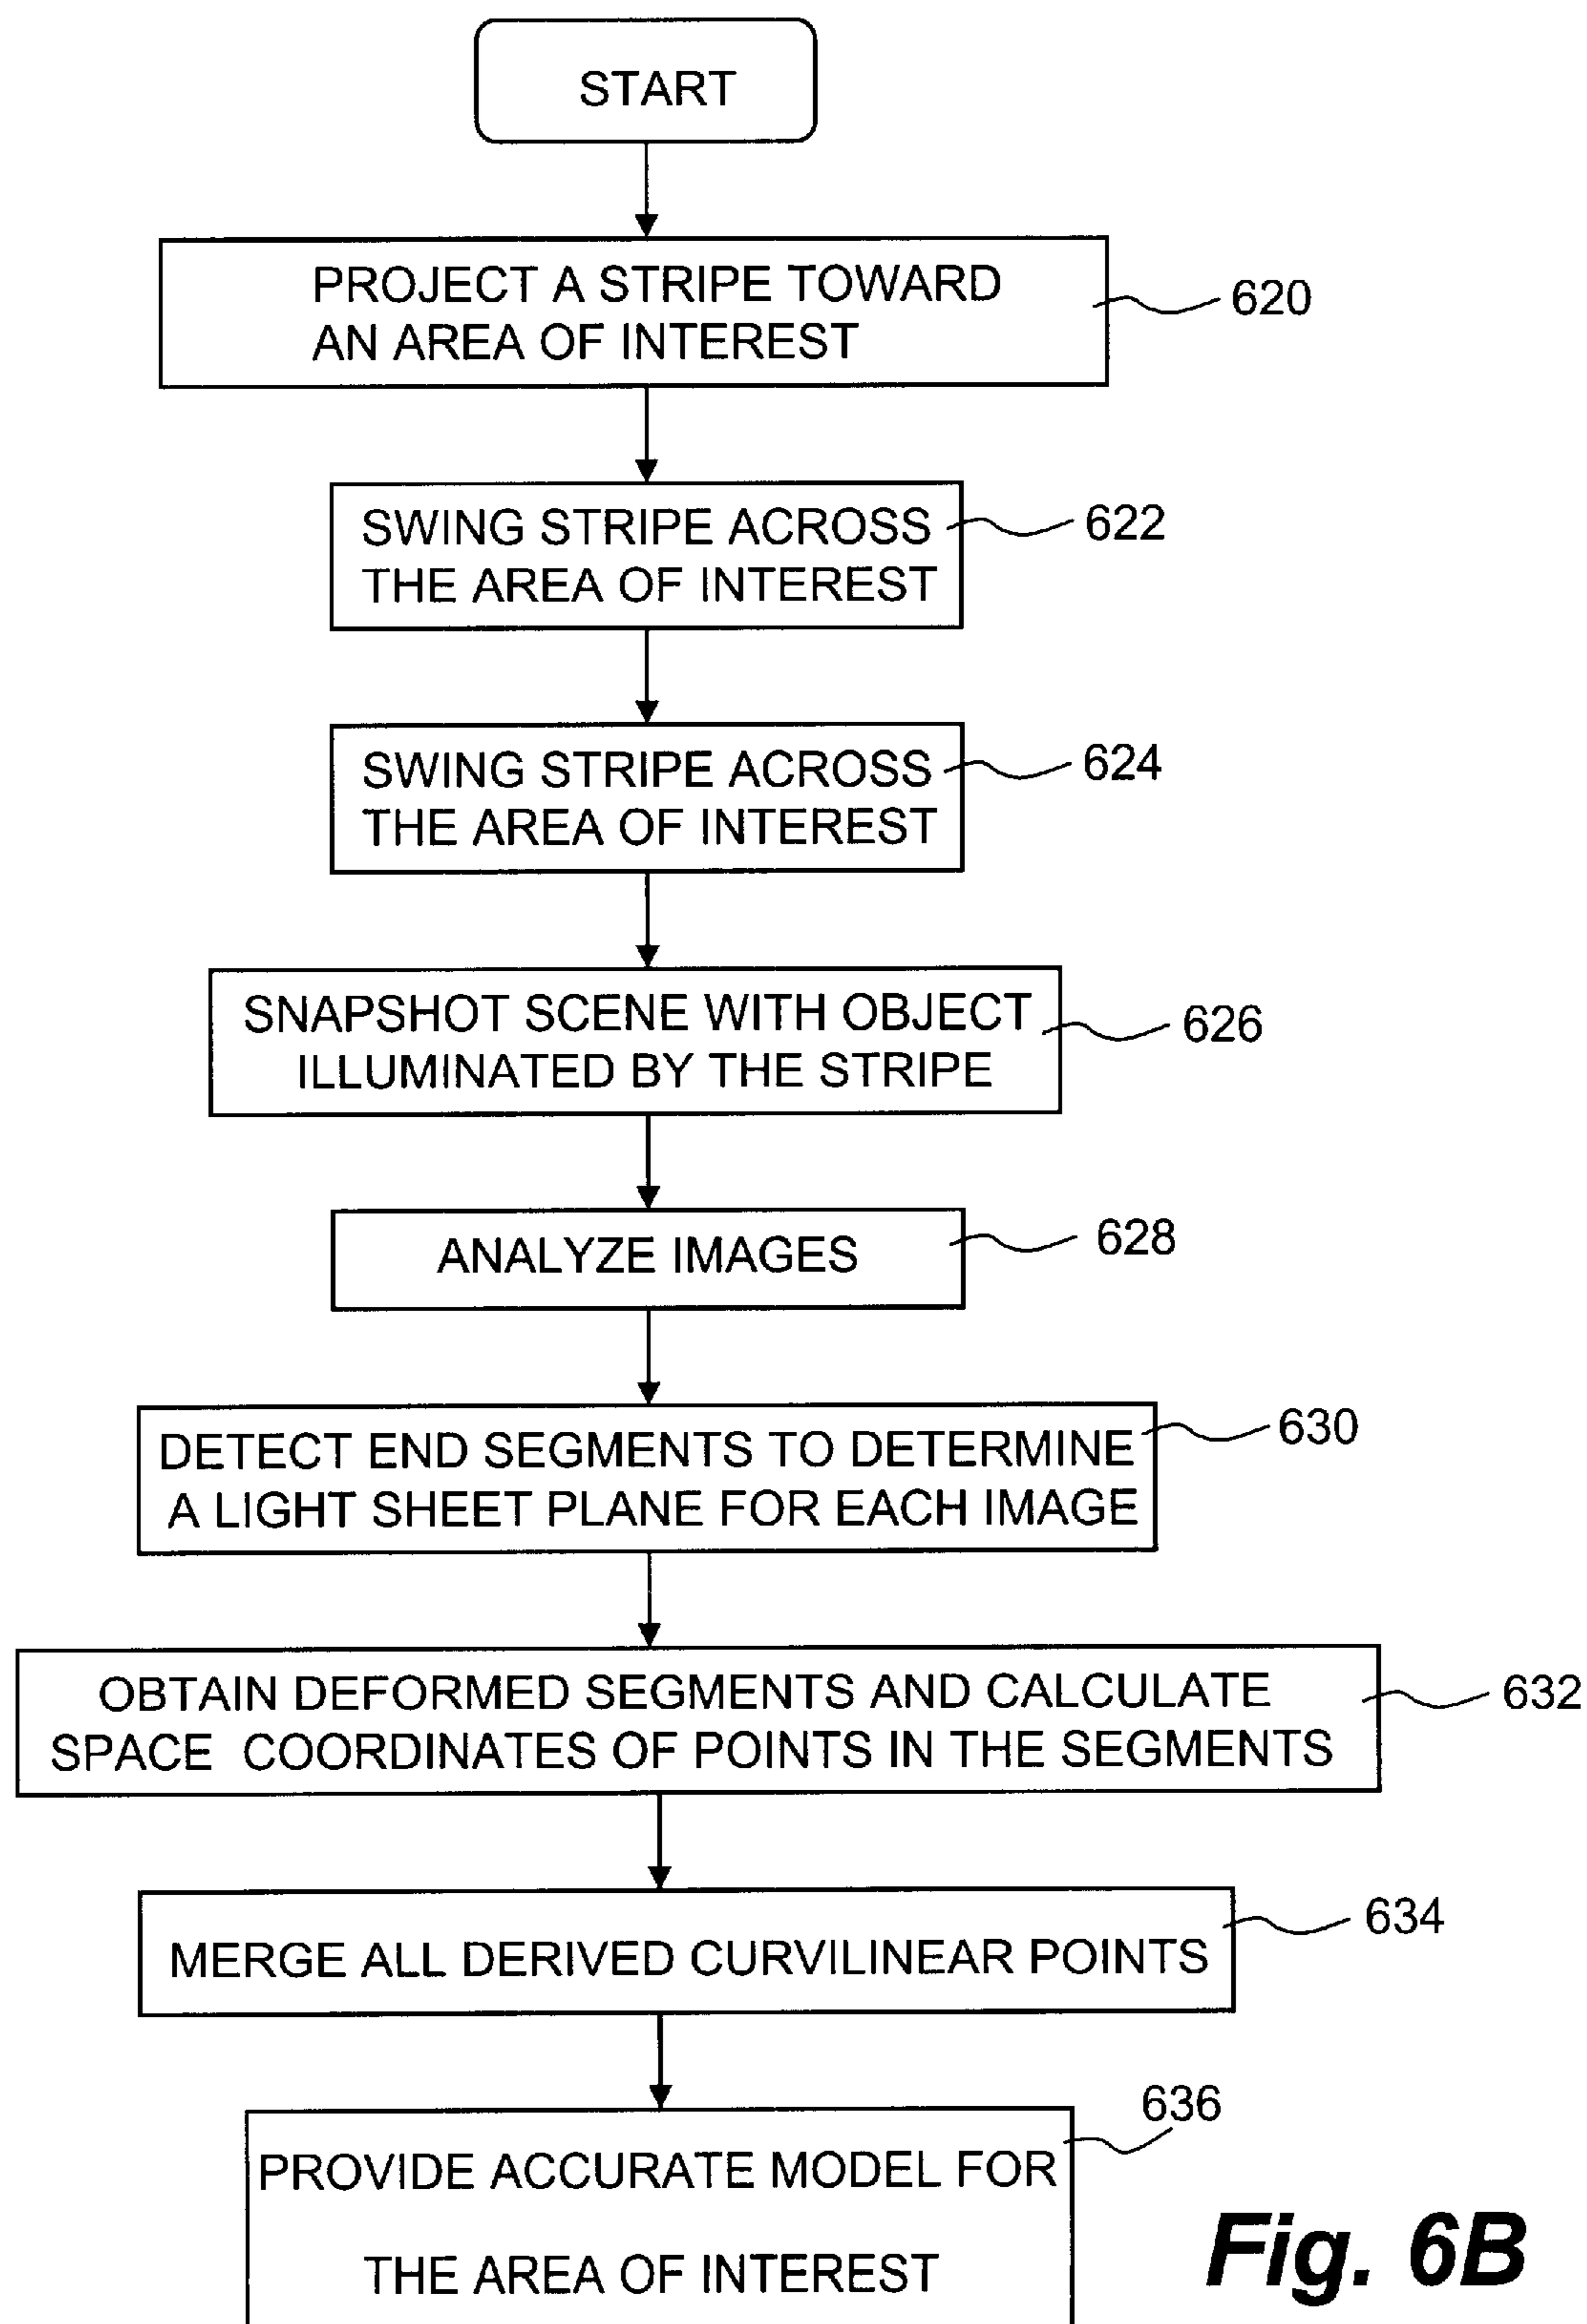 START
PROJECT A STRIPE TOWARD
AN AREA OF INTEREST
620
SWING STRIPE ACROSS
THE AREA OF INTEREST
622
SWING STRIPE ACROSS
THE AREA OF INTEREST
624
SNAPSHOT SCENE WITH OBJECT
ILLUMINATED BY THE STRIPE
626
ANALYZE IMAGES
628
DETECT END SEGMENTS TO DETERMINE
A LIGHT SHEET PLANE FOR EACH IMAGE
630
OBTAIN DEFORMED SEGMENTS AND CALCULATE
SPACE COORDINATES OF POINTS IN THE SEGMENTS
632
MERGE ALL DERIVED CURVILINEAR POINTS
634
PROVIDE ACCURATE MODEL FOR
THE AREA OF INTEREST
636
Fig. 6B